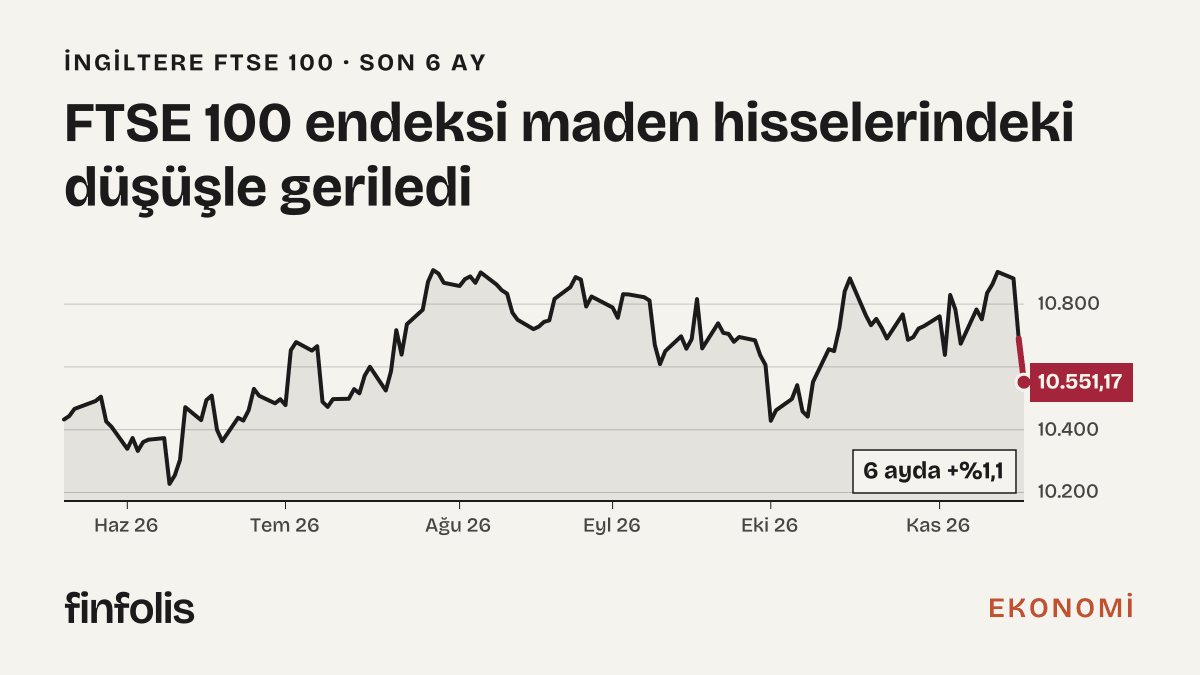 İNGİLTERE FTSE 100 · SON 6 AY
FTSE 100 endeksi maden hisselerindeki
düşüşle geriledi
10.800
10.551,17
10.400
6 ayda +%1,1
10.200
Haz 26 Tem 26 Ağu 26 Eyl 26 Eki 26 Kas 26
finfolis
EKONOMİ